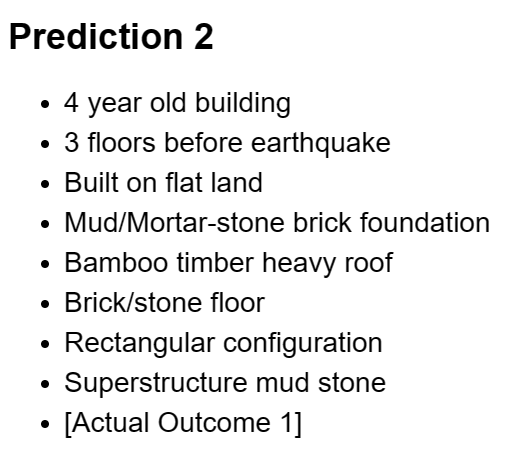 Prediction 2
• 4 year old building
• 3 floors before earthquake
• Built on flat land
• Mud/Mortar-stone brick foundation
• Bamboo timber heavy roof
• Brick/stone floor
• Rectangular configuration
• Superstructure mud stone
• [Actual Outcome 1]